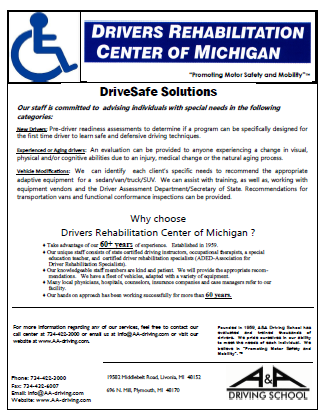 DRIVERS REHABILITATION
CENTER OF MICHIGAN
"Promoting Motor Safety and Mobility"™
DriveSafe Solutions
Our staff is committed to advising individuals with special needs in the following
categories:
New Drivers: Pre-driver readiness assessments to determine if a program can be specifically designed for
the first time driver to learn safe and defensive driving techniques.
Experienced or Aging drivers: An evaluation can be provided to anyone experiencing a change in visual,
physical and/or cognitive abilities due to an injury, medical change or the natural aging process.
Vehicle Modifications: We can identify each client's specific needs to recommend the appropriate
adaptive equipment for a sedan/van/truck/SUV. We can assist with training, as well as, working with
equipment vendors and the Driver Assessment Department/Secretary of State. Recommendations for
transportation vans and functional conformance inspections can be provided.
Why choose
Drivers Rehabilitation Center of Michigan ?
• Take advantage of our 60+ years of experience. Established in 1959.
• Our unique staff consists of state certified driving instructors, occupational therapists, a special
education teacher, and certified driver rehabilitation specialists (ADED-Association for
Driver Rehabilitation Specialists).
• Our knowledgeable staff members are kind and patient. We will provide the appropriate recom-
mendations. We have a fleet of vehicles, adapted with a variety of equipment.
• Many local physicians, hospitals, counselors, insurance companies and case managers refer to our
facility.
• Our hands on approach has been working successfully for more than 60 years.
For more information regarding any of our services, feel free to contact our
call center at 734-422-3000 or email us at info@AA-driving.com or visit our
website at www.AA-driving.com
Founded in 1959, A&A Driving School has
evaluated and trained thousands of
drivers. We pride ourselves in our ability
to meet the needs of each individual. We
believe in "Promoting Motor Safety and
Mobility".™
Phone: 734-422-3000
Fax: 734-422-6007
Email: info@AA-driving.com
Website: AA-driving.com
19583 Middlebelt Road, Livonia, MI 48152
696 N. Mill, Plymouth, MI 48170
A&A
DRIVING SCHOOL